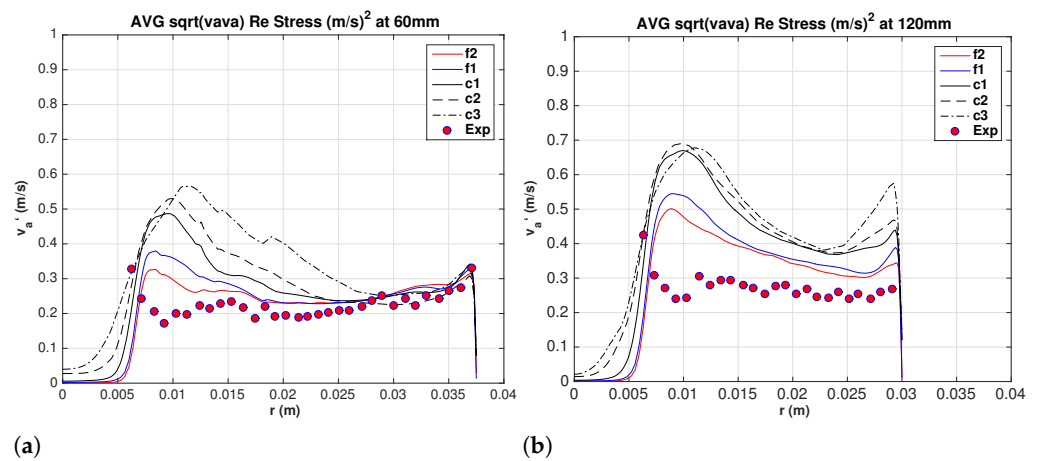 AVG sqrt(vava) Re Stress (m/s)² at 60mm
1
0.9
0.8
0.7
0.6
0.5
0.4
0.3
0.2
0.1
0
vₐ‘ (m/s)
f2
f1
c1
c2
c3
Exp
0 0.005 0.01 0.015 0.02 0.025 0.03 0.035 0.04
r (m)
(a)
AVG sqrt(vava) Re Stress (m/s)² at 120mm
1
0.9
0.8
0.7
0.6
0.5
0.4
0.3
0.2
0.1
0
vₐ‘ (m/s)
f2
f1
c1
c2
c3
Exp
0 0.005 0.01 0.015 0.02 0.025 0.03 0.035 0.04
r (m)
(b)